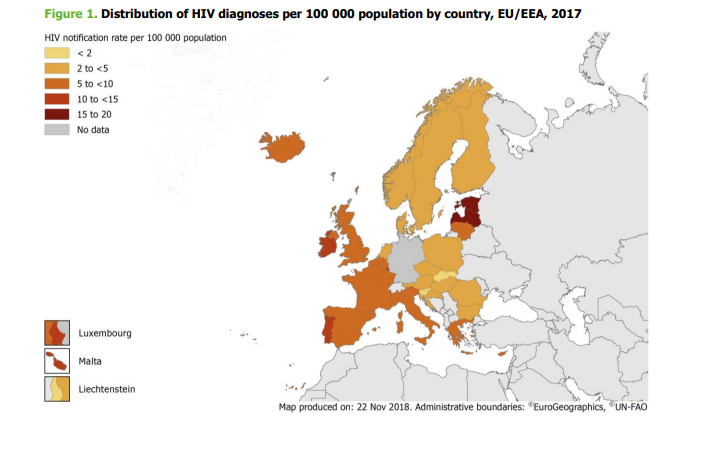 Figure 1. Distribution of HIV diagnoses per 100 000 population by country, EU/EEA, 2017
HIV notification rate per 100 000 population
< 2
2 to <5
5 to <10
10 to <15
15 to 20
No data
Luxembourg
Malta
Liechtenstein
Map produced on: 22 Nov 2018. Administrative boundaries: ©EuroGeographics, ©UN-FAO